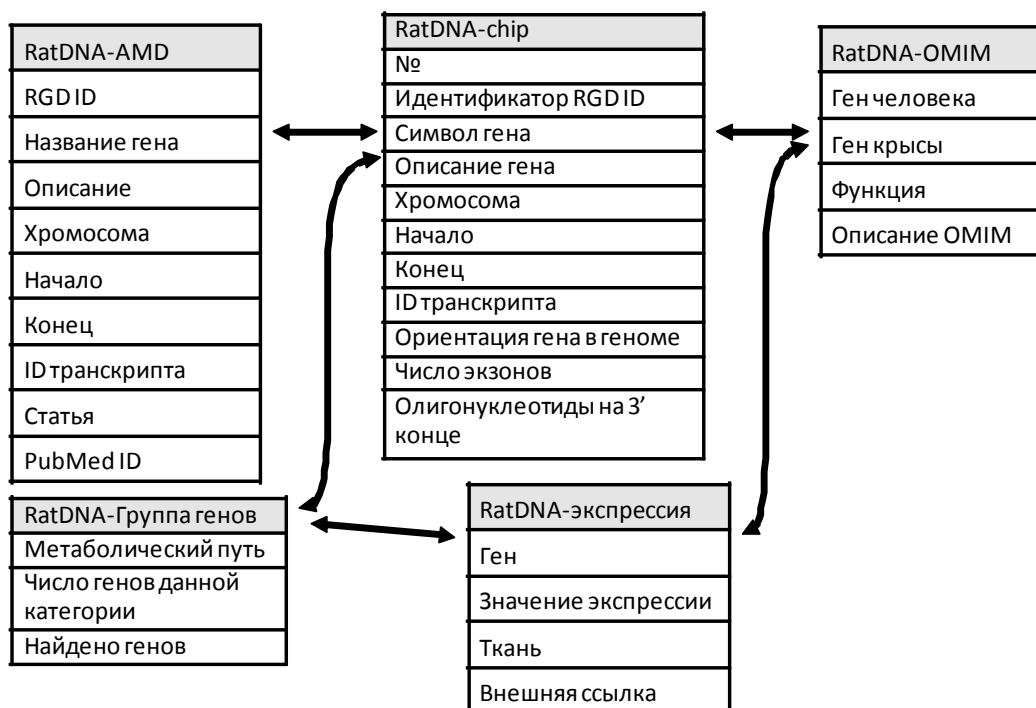 RatDNA-AMD
RGD ID
Название гена
Описание
Хромосома
Начало
Конец
ID транскрипта
Статья
PubMed ID
RatDNA-chip
№
Идентификатор RGD ID
Символ гена
Описание гена
Хромосома
Начало
Конец
ID транскрипта
Ориентация гена в геноме
Число экзонов
Олигонуклеотиды на 3’
конце
RatDNA-OMIM
Ген человека
Ген крысы
Функция
Описание OMIM
RatDNA-Группа генов
Метаболический путь
Число генов данной
категории
Найдено генов
RatDNA-экспрессия
Ген
Значение экспрессии
Ткань
Внешняя ссылка